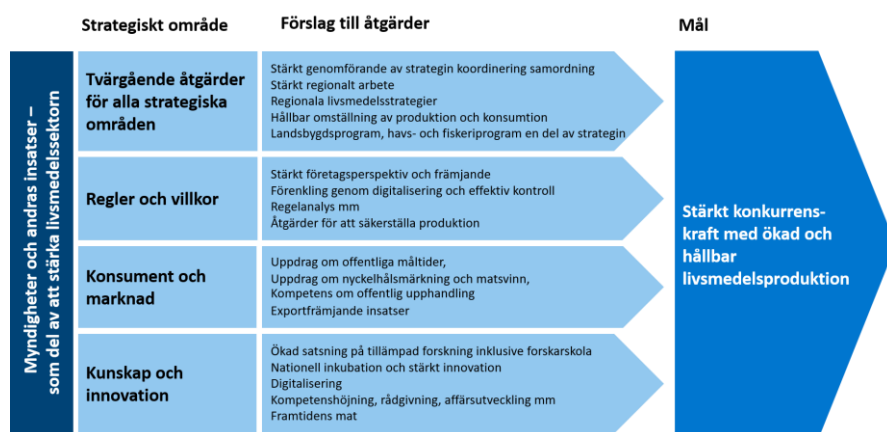 Strategiskt område
Förslag till åtgärder
Mål
Myndigheter och andras insatser –
som del av att stärka livsmedelssektorn
Tvärgående åtgärder
för alla strategiska
områden
Stärkt genomförande av strategin koordinering samordning
Stärkt regionalt arbete
Regionala livsmedelsstrategier
Hållbar omställning av produktion och konsumtion
Landsbygdsprogram, havs- och fiskeriprogram en del av strategin
Regler och villkor
Stärkt företagsperspektiv och främjande
Förenkling genom digitalisering och effektiv kontroll
Regelanalys mm
Åtgärder för att säkerställa produktion
Konsument och
marknad
Uppdrag om offentliga måltider,
Uppdrag om nyckelhålsmärkning och matsvinn,
Kompetens om offentlig upphandling
Exportfrämjande insatser
Kunskap och
innovation
Ökad satsning på tillämpad forskning inklusive forskarskola
Nationell inkubation och stärkt innovation
Digitalisering
Kompetenshöjning, rådgivning, affärsutveckling mm
Framtidens mat
Stärkt konkurrens-
kraft med ökad och
hållbar
livsmedelsproduktion